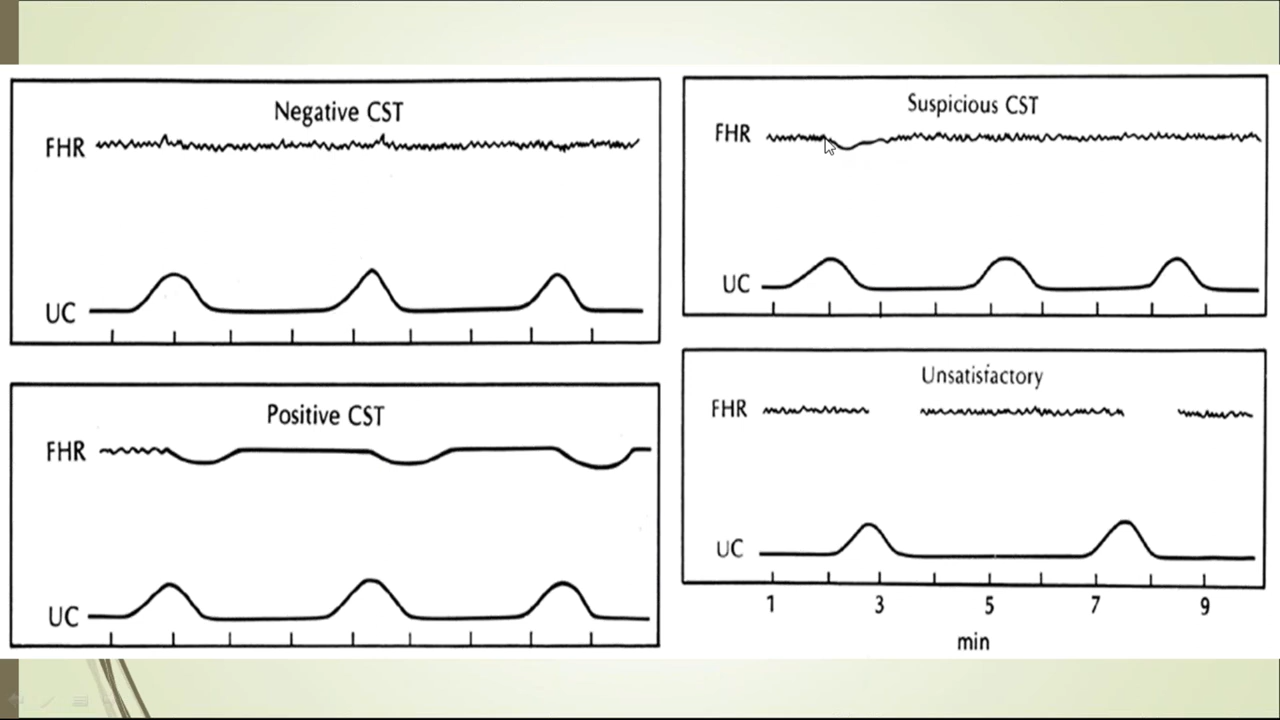 Negative CST
FHR
UC
Suspicious CST
FHR
UC
Positive CST
FHR
UC
Unsatisfactory
FHR
UC
1 3 5 7 9
min